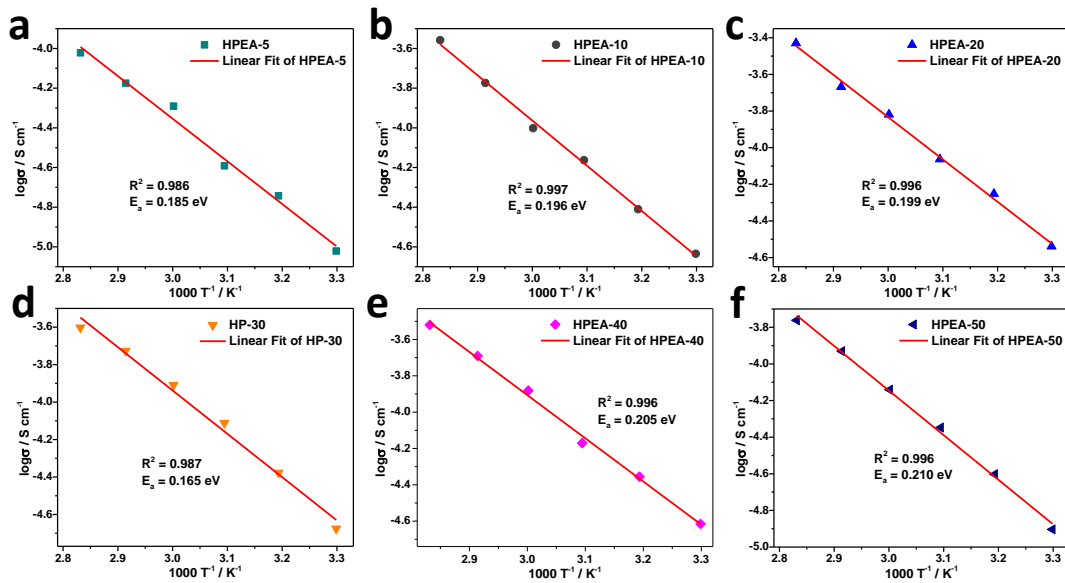 a
-4.0
-4.2
-4.4
-4.6
-4.8
-5.0
HPEA-5
Linear Fit of HPEA-5
R² = 0.986
Eₐ = 0.185 eV
logσ / S cm⁻¹
2.8 2.9 3.0 3.1 3.2 3.3
1000 T⁻¹ / K⁻¹
b
-3.6
-3.8
-4.0
-4.2
-4.4
-4.6
HPEA-10
Linear Fit of HPEA-10
R² = 0.997
Eₐ = 0.196 eV
logσ / S cm⁻¹
2.8 2.9 3.0 3.1 3.2 3.3
1000 T⁻¹ / K⁻¹
c
-3.4
-3.6
-3.8
-4.0
-4.2
-4.4
-4.6
HPEA-20
Linear Fit of HPEA-20
R² = 0.996
Eₐ = 0.199 eV
logσ / S cm⁻¹
2.8 2.9 3.0 3.1 3.2 3.3
1000 T⁻¹ / K⁻¹
d
-3.6
-3.8
-4.0
-4.2
-4.4
-4.6
HP-30
Linear Fit of HP-30
R² = 0.987
Eₐ = 0.165 eV
logσ / S cm⁻¹
2.8 2.9 3.0 3.1 3.2 3.3
1000 T⁻¹ / K⁻¹
e
-3.6
-3.8
-4.0
-4.2
-4.4
-4.6
HPEA-40
Linear Fit of HPEA-40
R² = 0.996
Eₐ = 0.205 eV
logσ / S cm⁻¹
2.9 3.0 3.1 3.2 3.3
1000 T⁻¹ / K⁻¹
f
-3.8
-4.0
-4.2
-4.4
-4.6
-4.8
-5.0
HPEA-50
Linear Fit of HPEA-50
R² = 0.996
Eₐ = 0.210 eV
logσ / S cm⁻¹
2.8 2.9 3.0 3.1 3.2 3.3
1000 T⁻¹ / K⁻¹